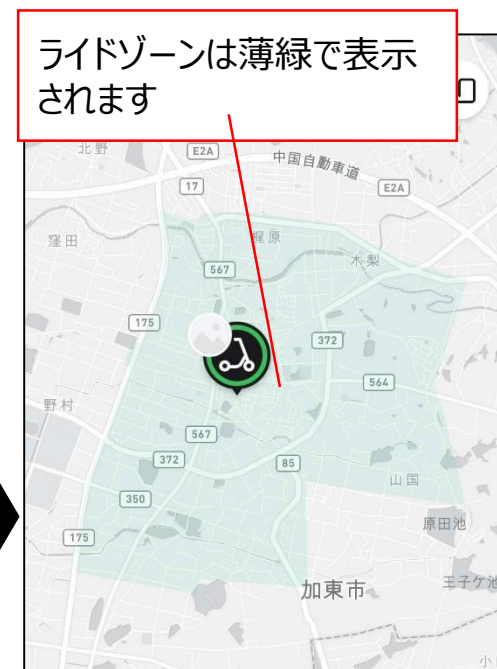 ライドゾーンは薄緑で表示
されます
北野
E2A
中国自動車道
17
E2A
窪田
梶原
木梨
567
175
372
564
野村
567
372
85
山国
350
原田池
175
加東市
王子ケ池
小